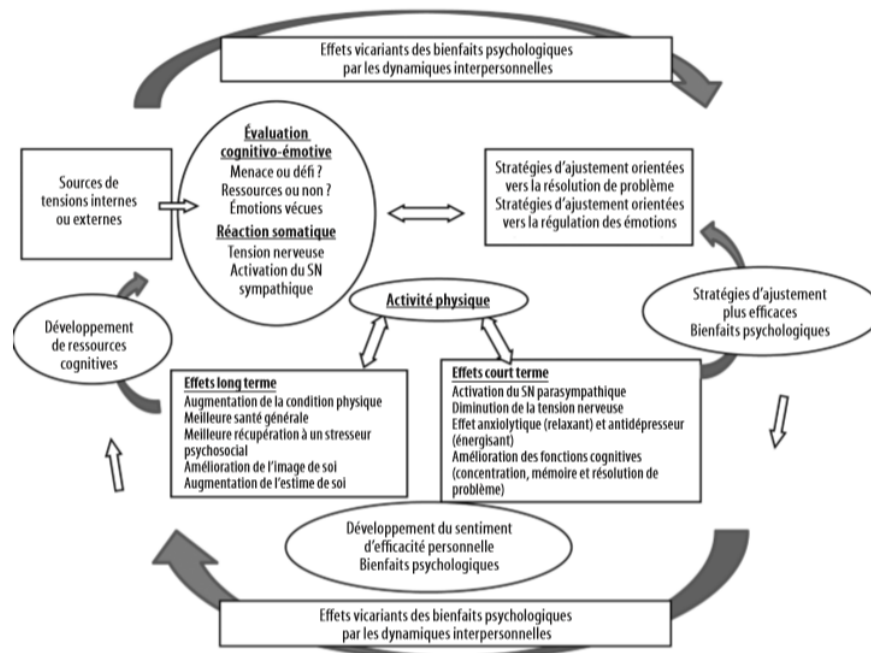 Effets vicariants des bienfaits psychologiques
par les dynamiques interpersonnelles
Sources de
tensions internes
ou externes
Évaluation
cognitivo-émotive
Menace ou défi ?
Ressources ou non ?
Émotions vécues
Réaction somatique
Tension nerveuse
Activation du SN
sympathique
Stratégies d'ajustement orientées
vers la résolution de problème
Stratégies d'ajustement orientées
vers la régulation des émotions
Activité physique
Développement
de ressources
cognitives
Stratégies d'ajustement
plus efficaces
Bienfaits psychologiques
Effets long terme
Augmentation de la condition physique
Meilleure santé générale
Meilleure récupération à un stresseur
psychosocial
Amélioration de l'image de soi
Augmentation de l'estime de soi
Effets court terme
Activation du SN parasympathique
Diminution de la tension nerveuse
Effet anxiolytique (relaxant) et antidépresseur
(énergisant)
Amélioration des fonctions cognitives
(concentration, mémoire et résolution de
problème)
Développement du sentiment
d'efficacité personnelle
Bienfaits psychologiques
Effets vicariants des bienfaits psychologiques
par les dynamiques interpersonnelles